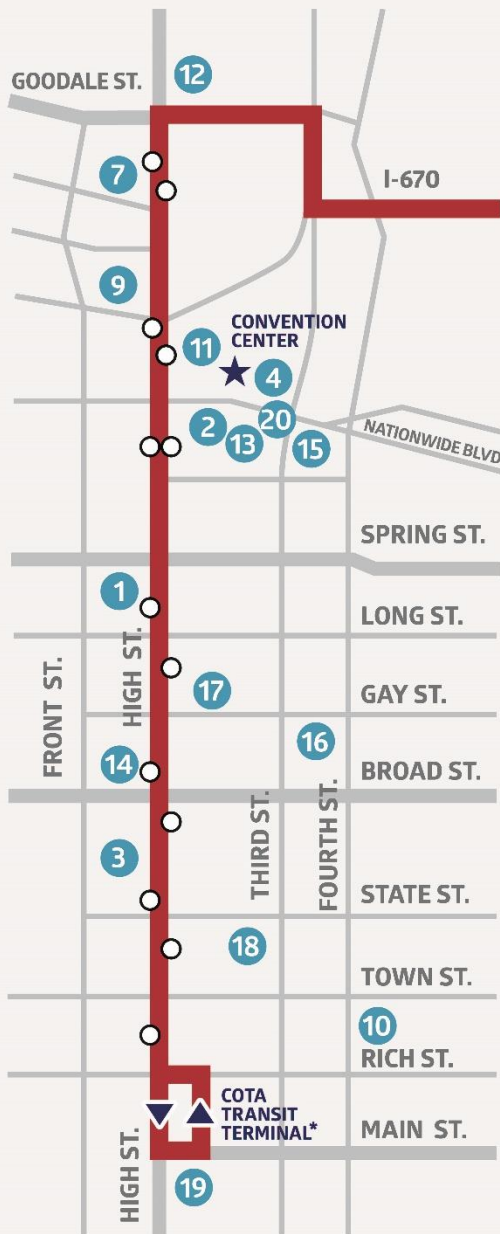 12
GOODALE ST.
7
I-670
9
CONVENTION
CENTER
11
4
20
2
13
15
NATIONWIDE BLVD
SPRING ST.
1
LONG ST.
HIGH ST.
FRONT ST.
17
GAY ST.
16
14
BROAD ST.
THIRD ST.
FOURTH ST.
3
STATE ST.
18
TOWN ST.
10
RICH ST.
COTA
TRANSIT
TERMINAL*
MAIN ST.
HIGH ST.
19